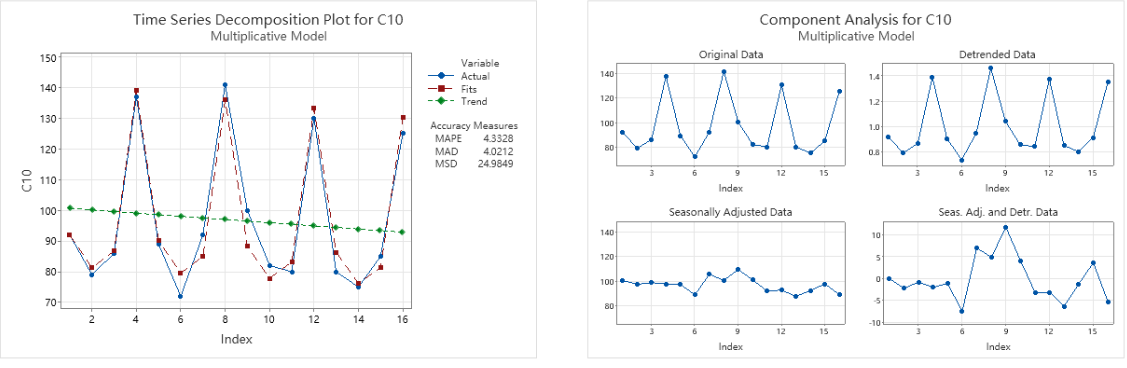 Time Series Decomposition Plot for C10
Multiplicative Model
150
140
130
120
110
100
90
80
70
C10
2 4 6 8 10 12 14 16
Index
Variable
Actual
Fits
Trend
Accuracy Measures
MAPE 4.3328
MAD 4.0212
MSD 24.9849
Component Analysis for C10
Multiplicative Model
Original Data
140
120
100
80
3 6 9 12 15
Index
Detrended Data
1.4
1.2
1.0
0.8
3 6 9 12 15
Index
Seasonally Adjusted Data
140
120
100
80
3 6 9 12 15
Index
Seas. Adj. and Detr. Data
10
5
0
-5
-10
3 6 9 12 15
Index